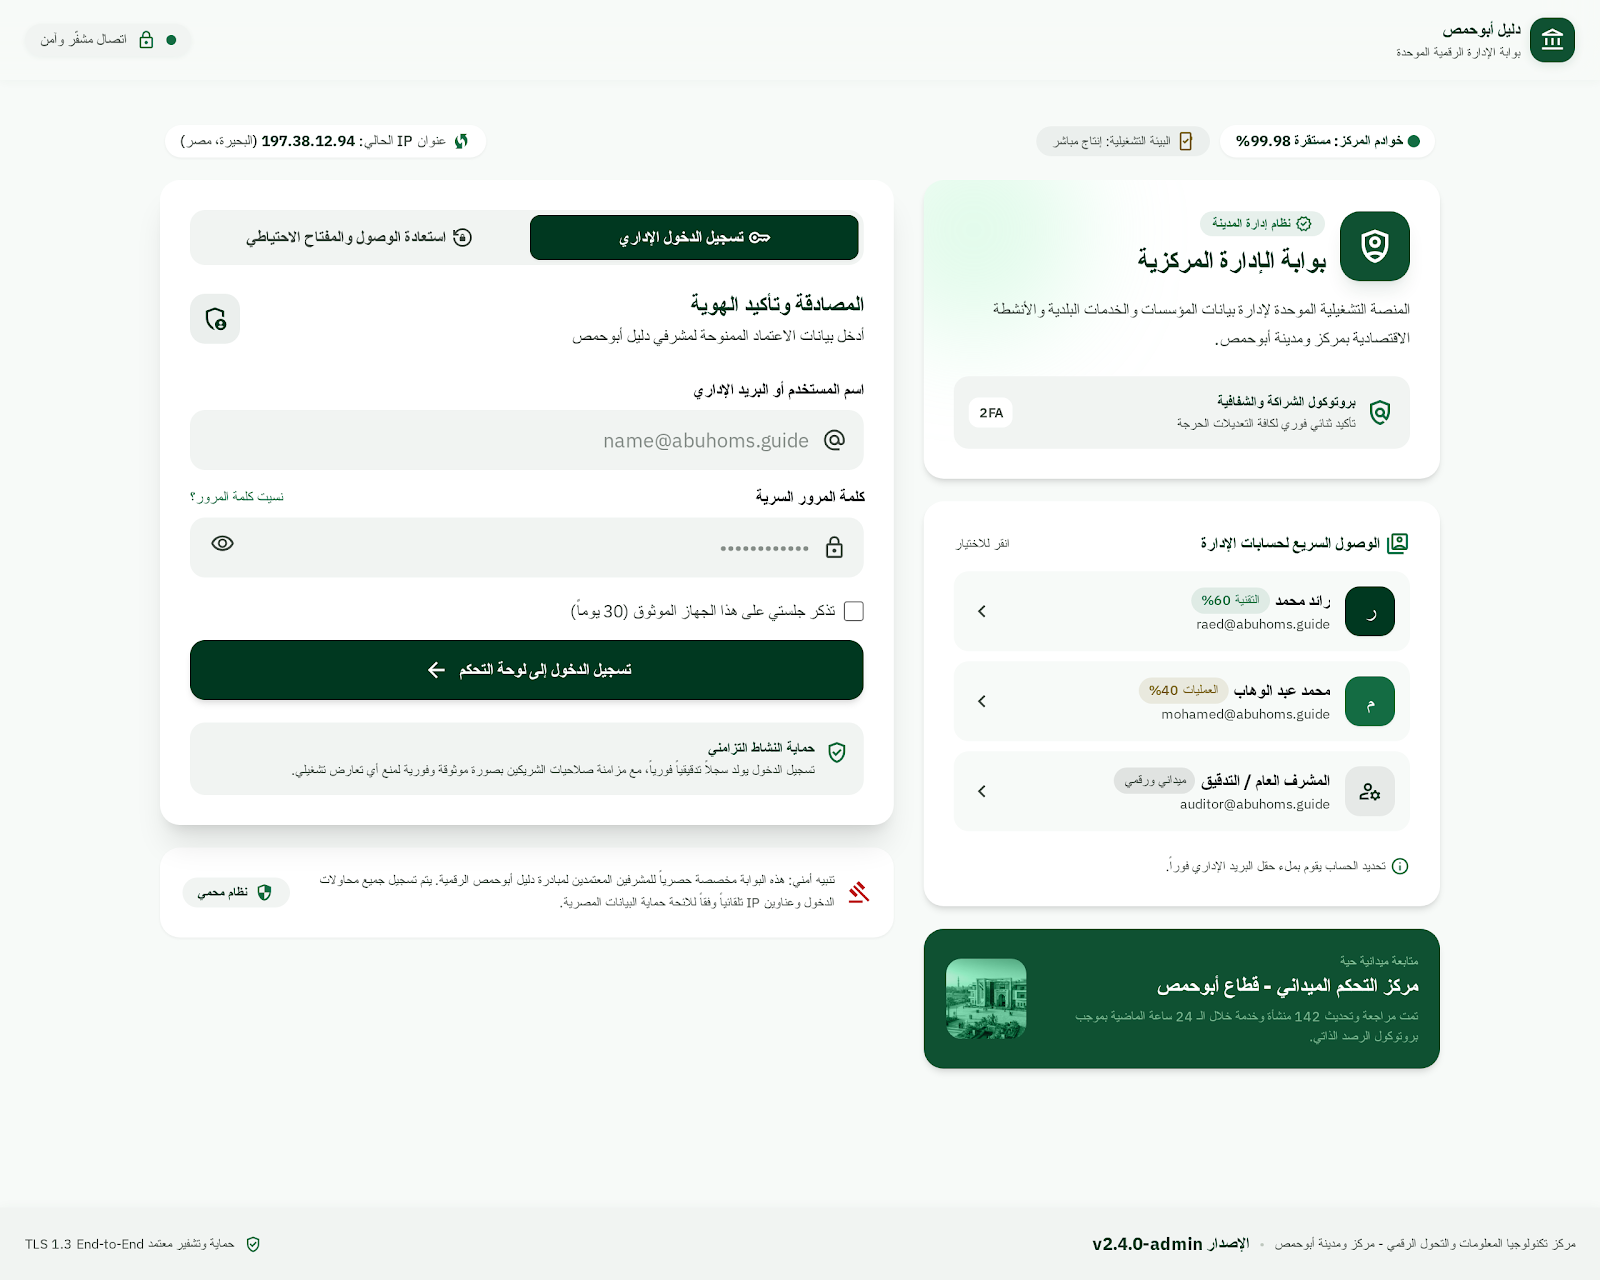 دليل أبوحمص
بوابة الإدارة الرقمية الموحدة
اتصال مشفّر وآمن
خوادم المركز: مستقرة 99.98%
البيئة التشغيلية: إنتاج مباشر
عنوان IP الحالي: 197.38.12.94 (البحيرة، مصر)
نظام إدارة المدينة
بوابة الإدارة المركزية
المنصة التشغيلية الموحدة لإدارة بيانات المؤسسات والخدمات البلدية والأنشطة
الاقتصادية بمركز ومدينة أبوحمص.
بروتوكول الشراكة والشفافية
تأكيد ثنائي فوري لكافة التعديلات الحرجة
2FA
الوصول السريع لحسابات الإدارة
انقر للاختيار
ر
رائد محمد
التقنية 60%
raed@abuhoms.guide
م
محمد عبد الوهاب
العمليات 40%
mohamed@abuhoms.guide
المشرف العام / التدقيق
ميداني ورقمي
auditor@abuhoms.guide
تحديد الحساب يقوم بملء حقل البريد الإداري فوراً.
متابعة ميدانية حية
مركز التحكم الميداني - قطاع أبوحمص
تمت مراجعة وتحديث 142 منشأة وخدمة خلال الـ 24 ساعة الماضية بموجب
بروتوكول الرصد الذاتي.
تسجيل الدخول الإداري
استعادة الوصول والمفتاح الاحتياطي
المصادقة وتأكيد الهوية
أدخل بيانات الاعتماد الممنوحة لمشرفي دليل أبوحمص
اسم المستخدم أو البريد الإداري
name@abuhoms.guide
كلمة المرور السرية
نسيت كلمة المرور؟
••••••••••••
تذكر جلستي على هذا الجهاز الموثوق (30 يوماً)
تسجيل الدخول إلى لوحة التحكم
حماية النشاط التزامني
تسجيل الدخول يولد سجلاً تدقيقياً فورياً، مع مزامنة صلاحيات الشريكين بصورة موثوقة وفورية لمنع أي تعارض تشغيلي.
تنبيه أمني: هذه البوابة مخصصة حصرياً للمشرفين المعتمدين لمبادرة دليل أبوحمص الرقمية. يتم تسجيل جميع محاولات
الدخول وعناوين IP تلقائياً وفقاً للائحة حماية البيانات المصرية.
نظام محمي
مركز تكنولوجيا المعلومات والتحول الرقمي - مركز ومدينة أبوحمص • الإصدار v2.4.0-admin
حماية وتشفير معتمد TLS 1.3 End-to-End